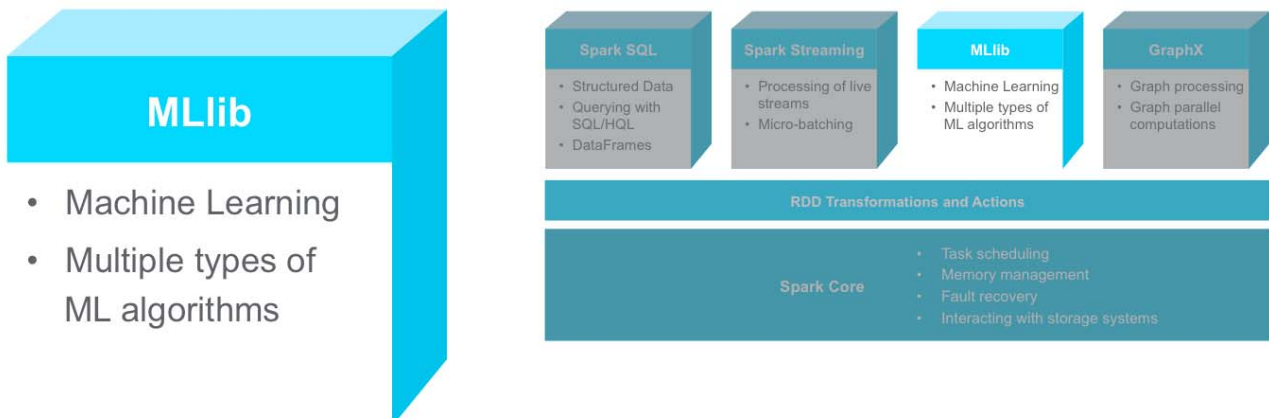 MLlib
• Machine Learning
• Multiple types of
ML algorithms
Spark SQL
• Structured Data
• Querying with
SQL/HQL
• DataFrames
Spark Streaming
• Processing of live
streams
• Micro-batching
MLlib
• Machine Learning
• Multiple types of
ML algorithms
GraphX
• Graph processing
• Graph parallel
computations
RDD Transformations and Actions
Spark Core
• Task scheduling
• Memory management
• Fault recovery
• Interacting with storage systems